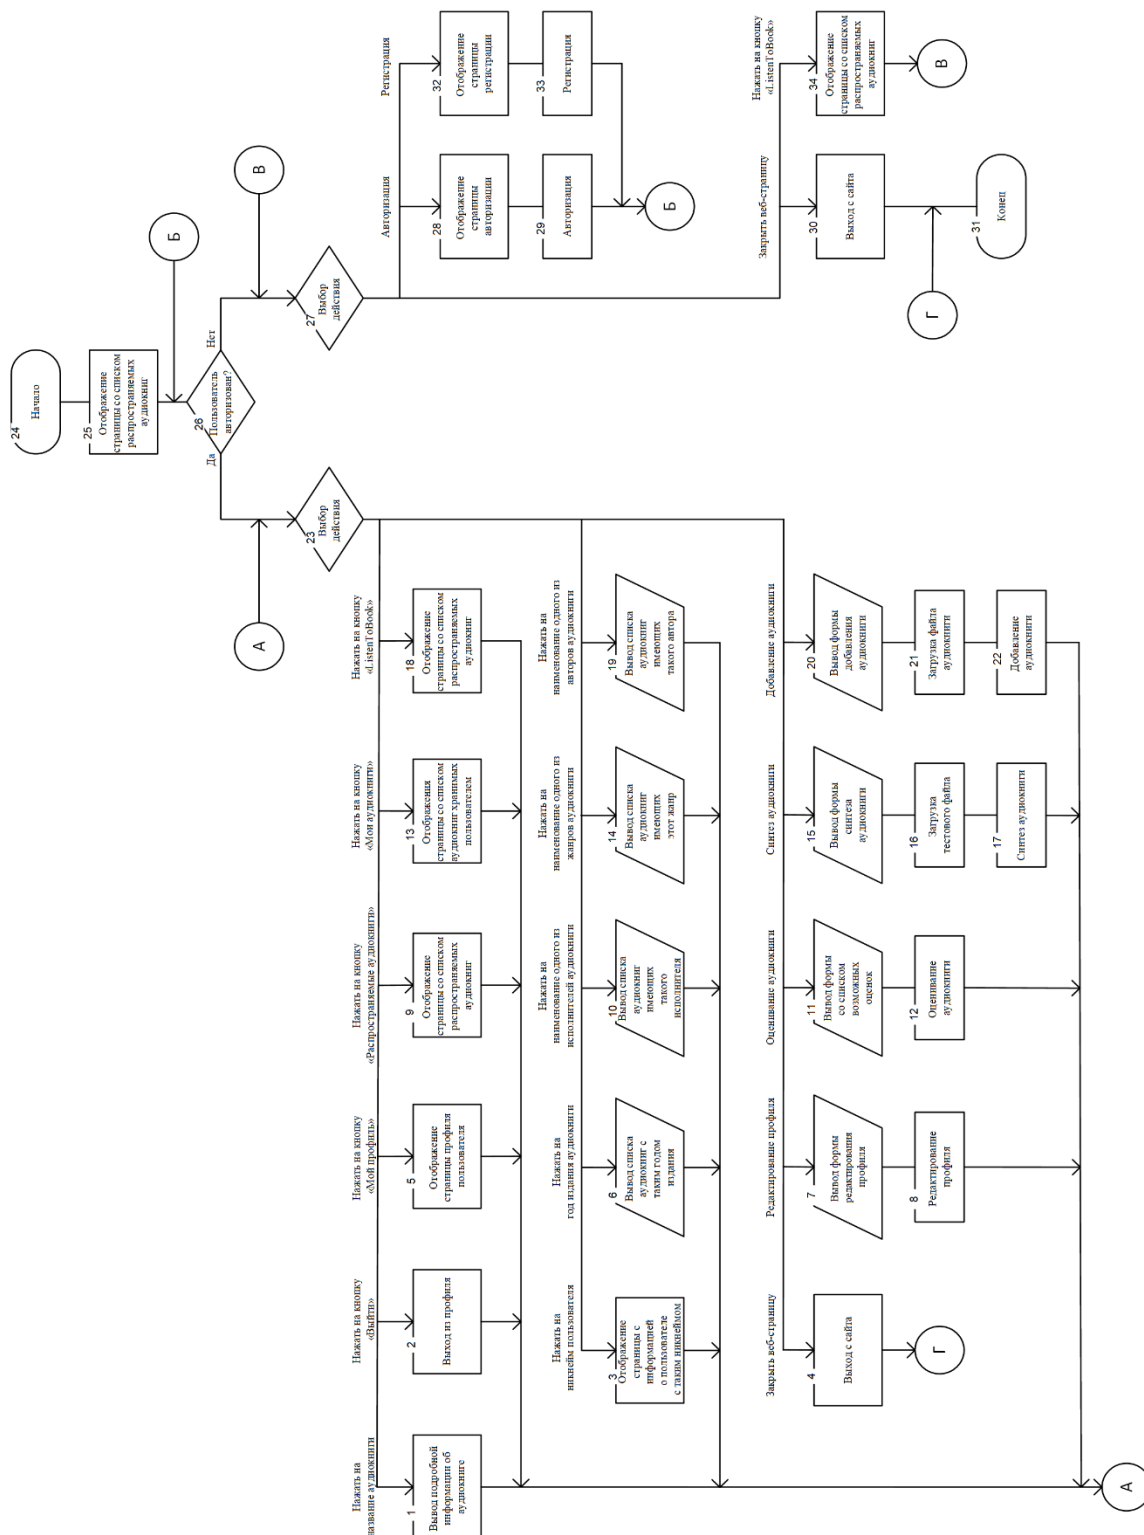 24
Начало
25
Отображение
страницы со списком
распространяемых
аудиокниг
Б
26
Пользователь
авторизован?
Да
Нет
А
В
23
Выбор
действия
27
Выбор
действия
Нажать на
название аудиокниги
1
Вывод подробной
информации об
аудиокниге
Нажать на кнопку
«Выйти»
2
Выход из профиля
Нажать на кнопку
«Мой профиль»
5
Отображение
страницы профиля
пользователя
Нажать на кнопку
«Распространяемые аудиокниги»
9
Отображение
страницы со списком
распространяемых
аудиокниг
Нажать на кнопку
«Мои аудиокниги»
13
Отображения
страницы со списком
аудиокниг хранимых
пользователем
Нажать на кнопку
«ListenToBook»
18
Отображение
страницы со списком
распространяемых
аудиокниг
Нажать на
никнейм пользователя
3
Отображение
страницы с
информацией
о пользователе
с таким никнеймом
Нажать на
год издания аудиокниги
6
Вывод списка
аудиокниг с
таким годом
издания
Нажать на
наименование одного из
исполнителей аудиокниги
10
Вывод списка
аудиокниг
имеющих
такого
исполнителя
Нажать на
наименование одного из
жанров аудиокниги
14
Вывод списка
аудиокниг
имеющих
этот жанр
Нажать на
наименование одного из
авторов аудиокниги
19
Вывод списка
аудиокниг
имеющих
такого автора
Закрыть веб-страницу
4
Выход с сайта
Г
Редактирование профиля
7
Вывод формы
редактирования
профиля
8
Редактирование
профиля
Оценивание аудиокниги
11
Вывод формы
со списком
возможных
оценок
12
Оценивание
аудиокниги
Синтез аудиокниги
15
Вывод формы
синтеза
аудиокниги
16
Загрузка
тестового файла
17
Синтез аудиокниги
Добавление аудиокниги
20
Вывод формы
добавления
аудиокниги
21
Загрузка файла
аудиокниги
22
Добавление
аудиокниги
А
Авторизация
28
Отображение
страницы
авторизации
29
Авторизация
Регистрация
32
Отображение
страницы
регистрации
33
Регистрация
Б
Закрыть веб-страницу
30
Выход с сайта
Г
31
Конец
Нажать на кнопку
«ListenToBook»
34
Отображение
страницы со списком
распространяемых
аудиокниг
В